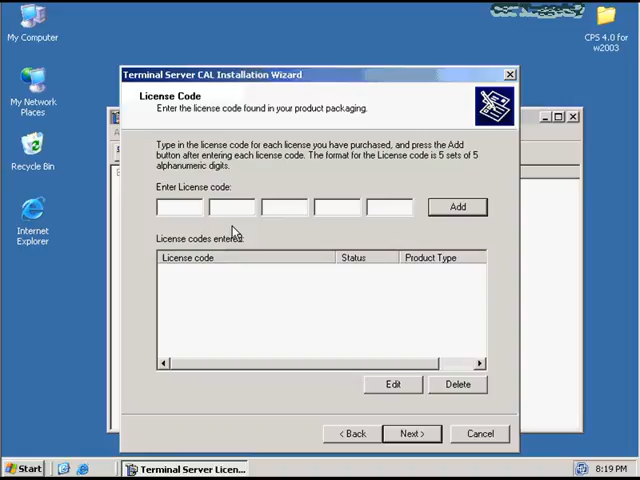 My Computer
CPS 4.0 for
w2003
My Network
Places
Recycle Bin
Internet
Explorer
Terminal Server CAL Installation Wizard
License Code
Enter the license code found in your product packaging.
Type in the license code for each license you have purchased, and press the Add
button after entering each license code. The format for the License code is 5 sets of 5
alphanumeric digits.
Enter License code:
Add
License codes entered:
License code Status Product Type
Edit Delete
< Back Next > Cancel
Start Terminal Server Licen... 8:19 PM